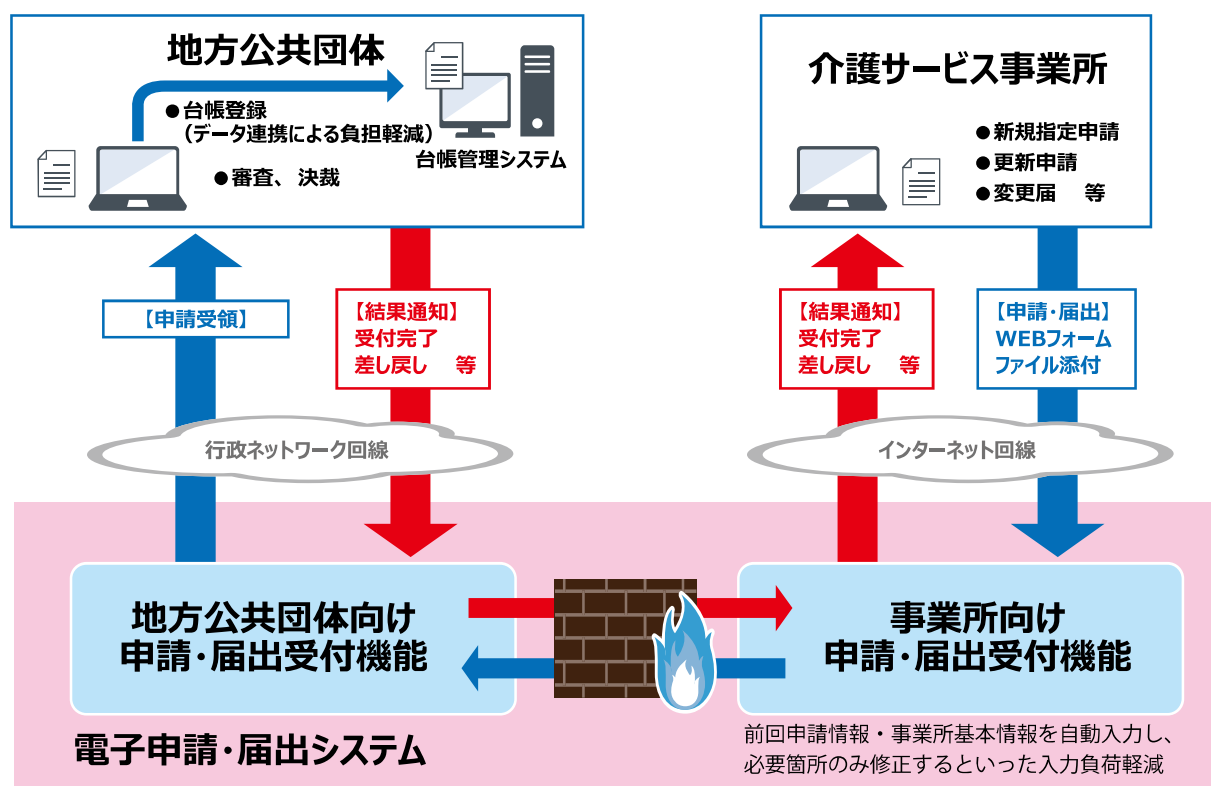 地方公共団体
●台帳登録
(データ連携による負担軽減)
台帳管理システム
●審査、決裁
介護サービス事業所
●新規指定申請
●更新申請
●変更届 等
【申請受領】
【結果通知】
受付完了
差し戻し 等
【結果通知】
受付完了
差し戻し 等
【申請・届出】
WEBフォーム
ファイル添付
行政ネットワーク回線
インターネット回線
地方公共団体向け
申請・届出受付機能
事業所向け
申請・届出受付機能
電子申請・届出システム
前回申請情報・事業所基本情報を自動入力し、
必要箇所のみ修正するといった入力負荷軽減